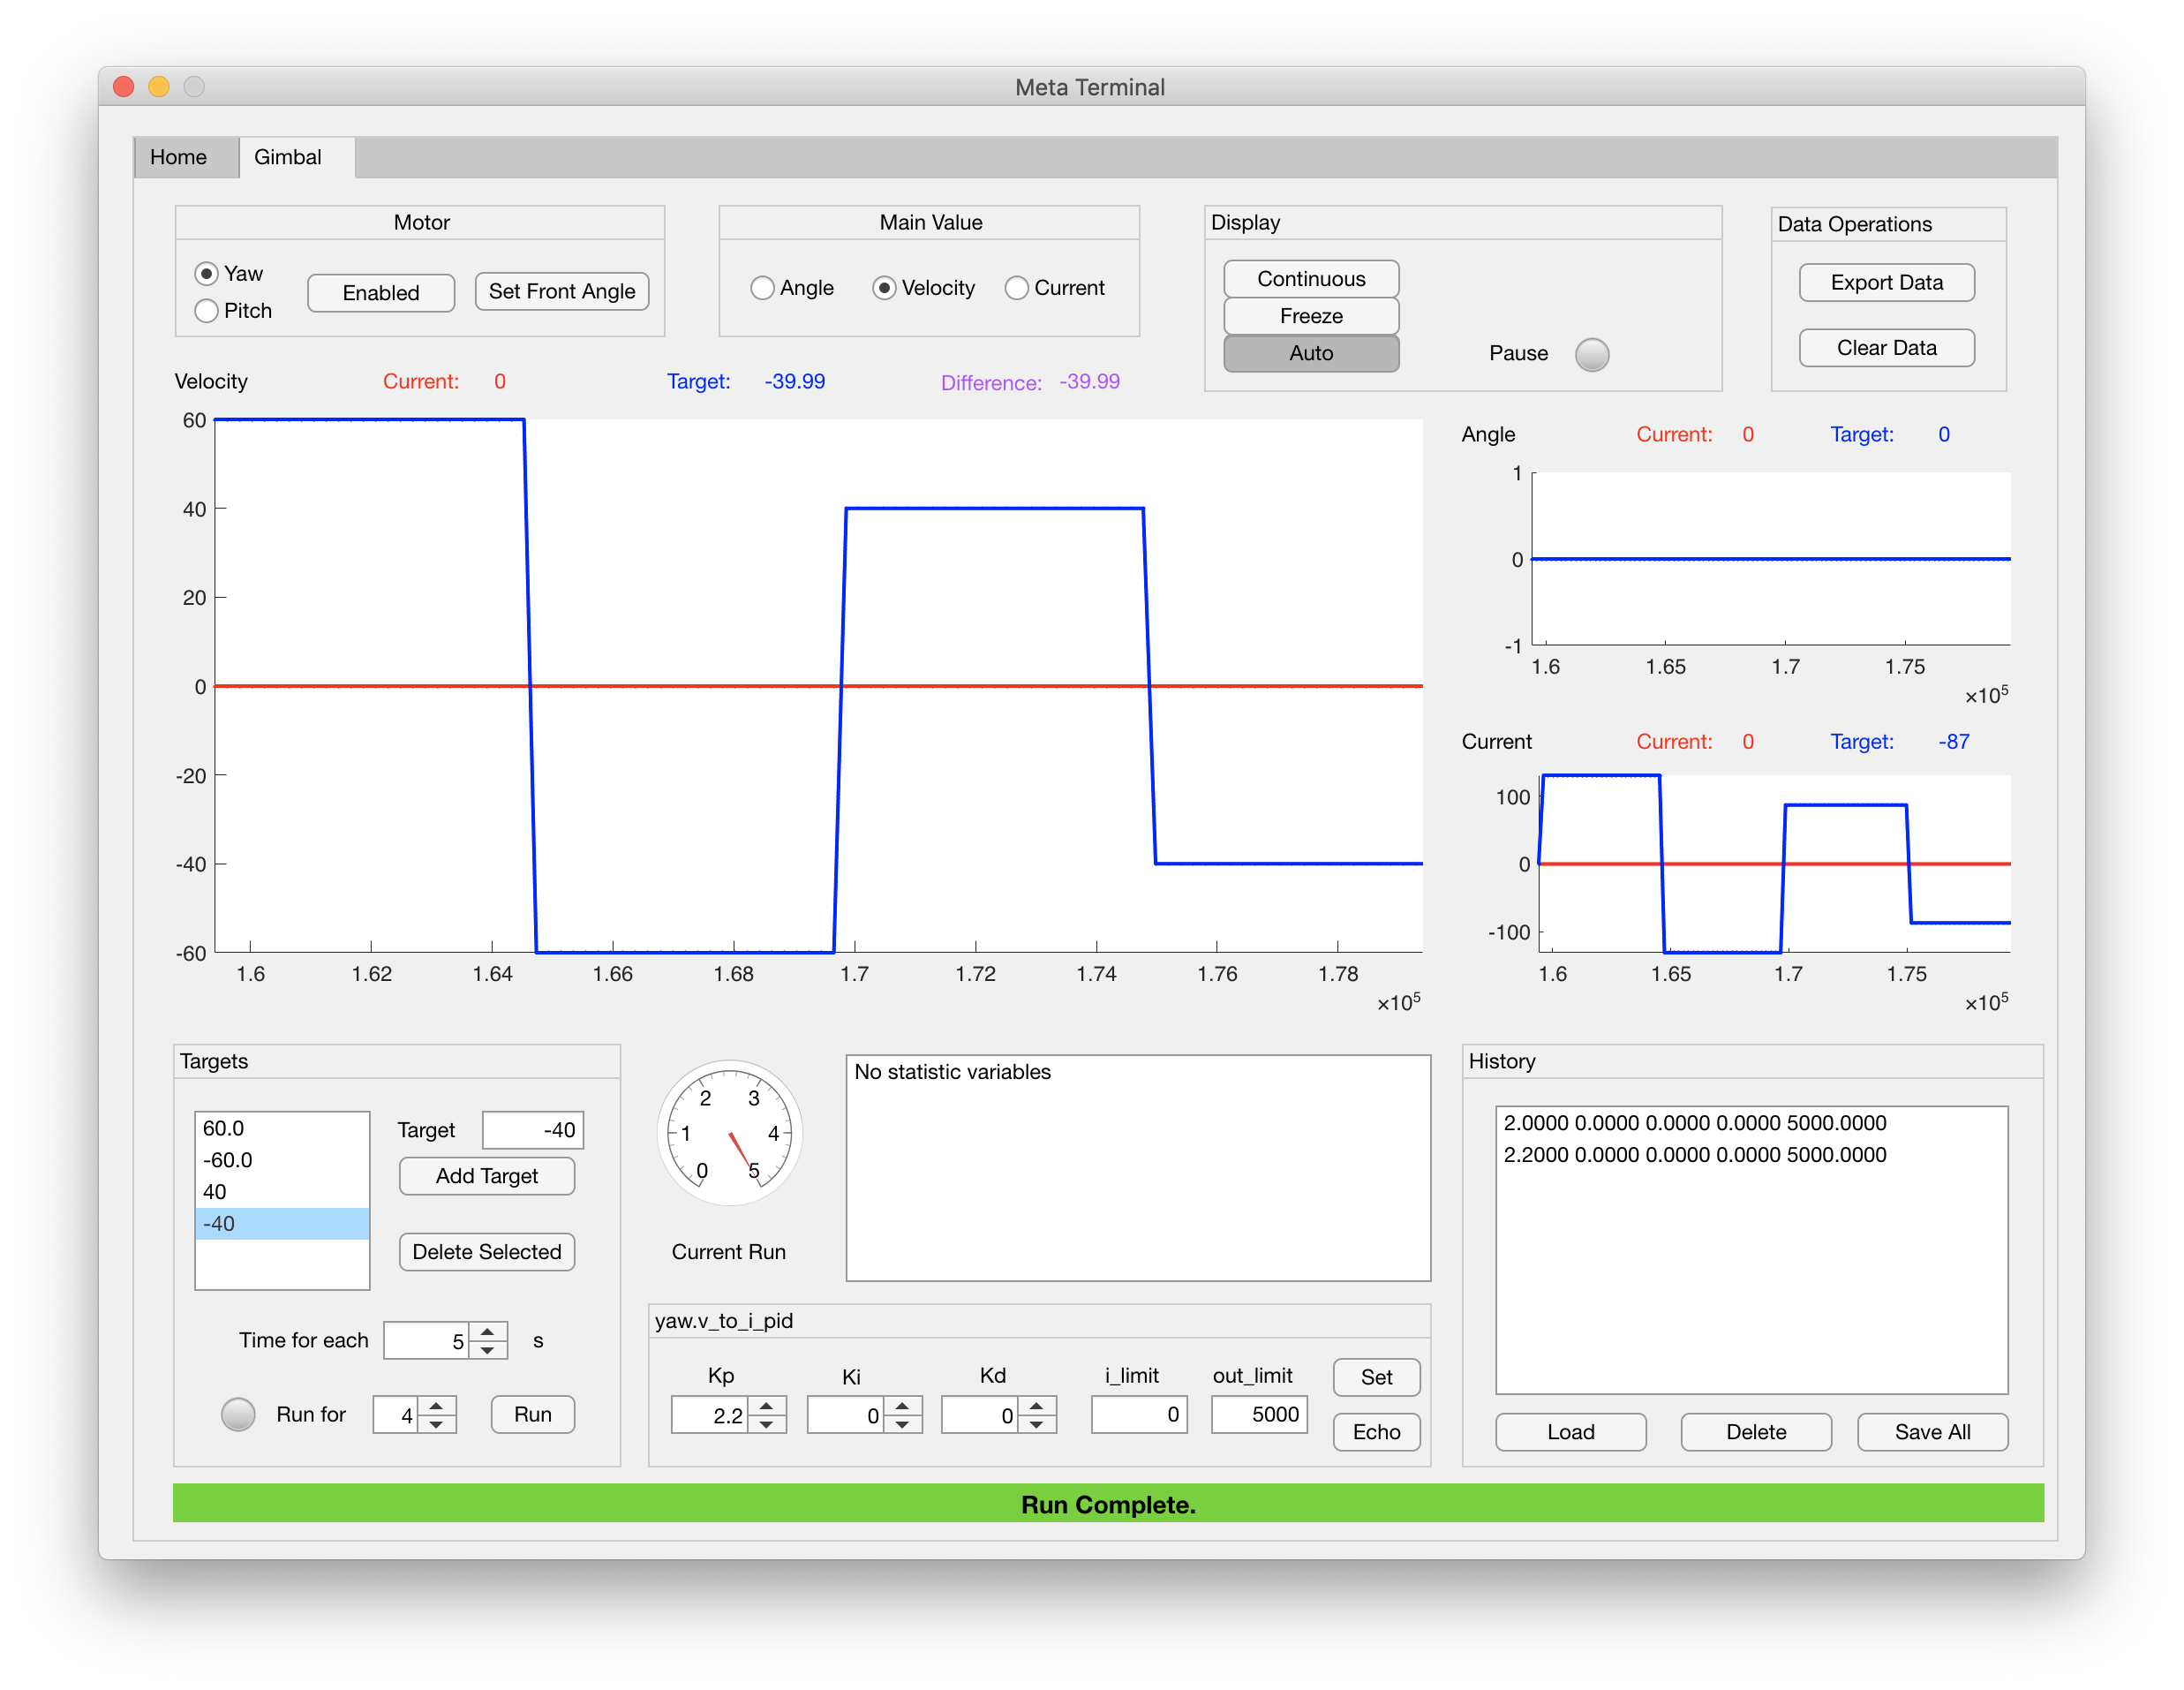 Meta Terminal
Home Gimbal
Motor
Yaw
Pitch
Enabled
Set Front Angle
Main Value
Angle Velocity Current
Display
Continuous
Freeze
Auto
Pause
Data Operations
Export Data
Clear Data
Velocity Current: 0 Target: -39.99 Difference: -39.99
60
40
20
0
-20
-40
-60
1.6 1.62 1.64 1.66 1.68 1.7 1.72 1.74 1.76 1.78
×10⁵
Angle Current: 0 Target: 0
1
0
-1
1.6 1.65 1.7 1.75
×10⁵
Current Current: 0 Target: -87
100
0
-100
1.6 1.65 1.7 1.75
×10⁵
Targets
60.0
-60.0
40
-40
Target -40
Add Target
Delete Selected
Time for each 5 s
Run for 4 Run
0 1 2 3 4 5
Current Run
No statistic variables
yaw.v_to_i_pid
Kp Ki Kd i_limit out_limit
2.2 0 0 0 5000
Set
Echo
History
2.0000 0.0000 0.0000 0.0000 5000.0000
2.2000 0.0000 0.0000 0.0000 5000.0000
Load Delete Save All
Run Complete.